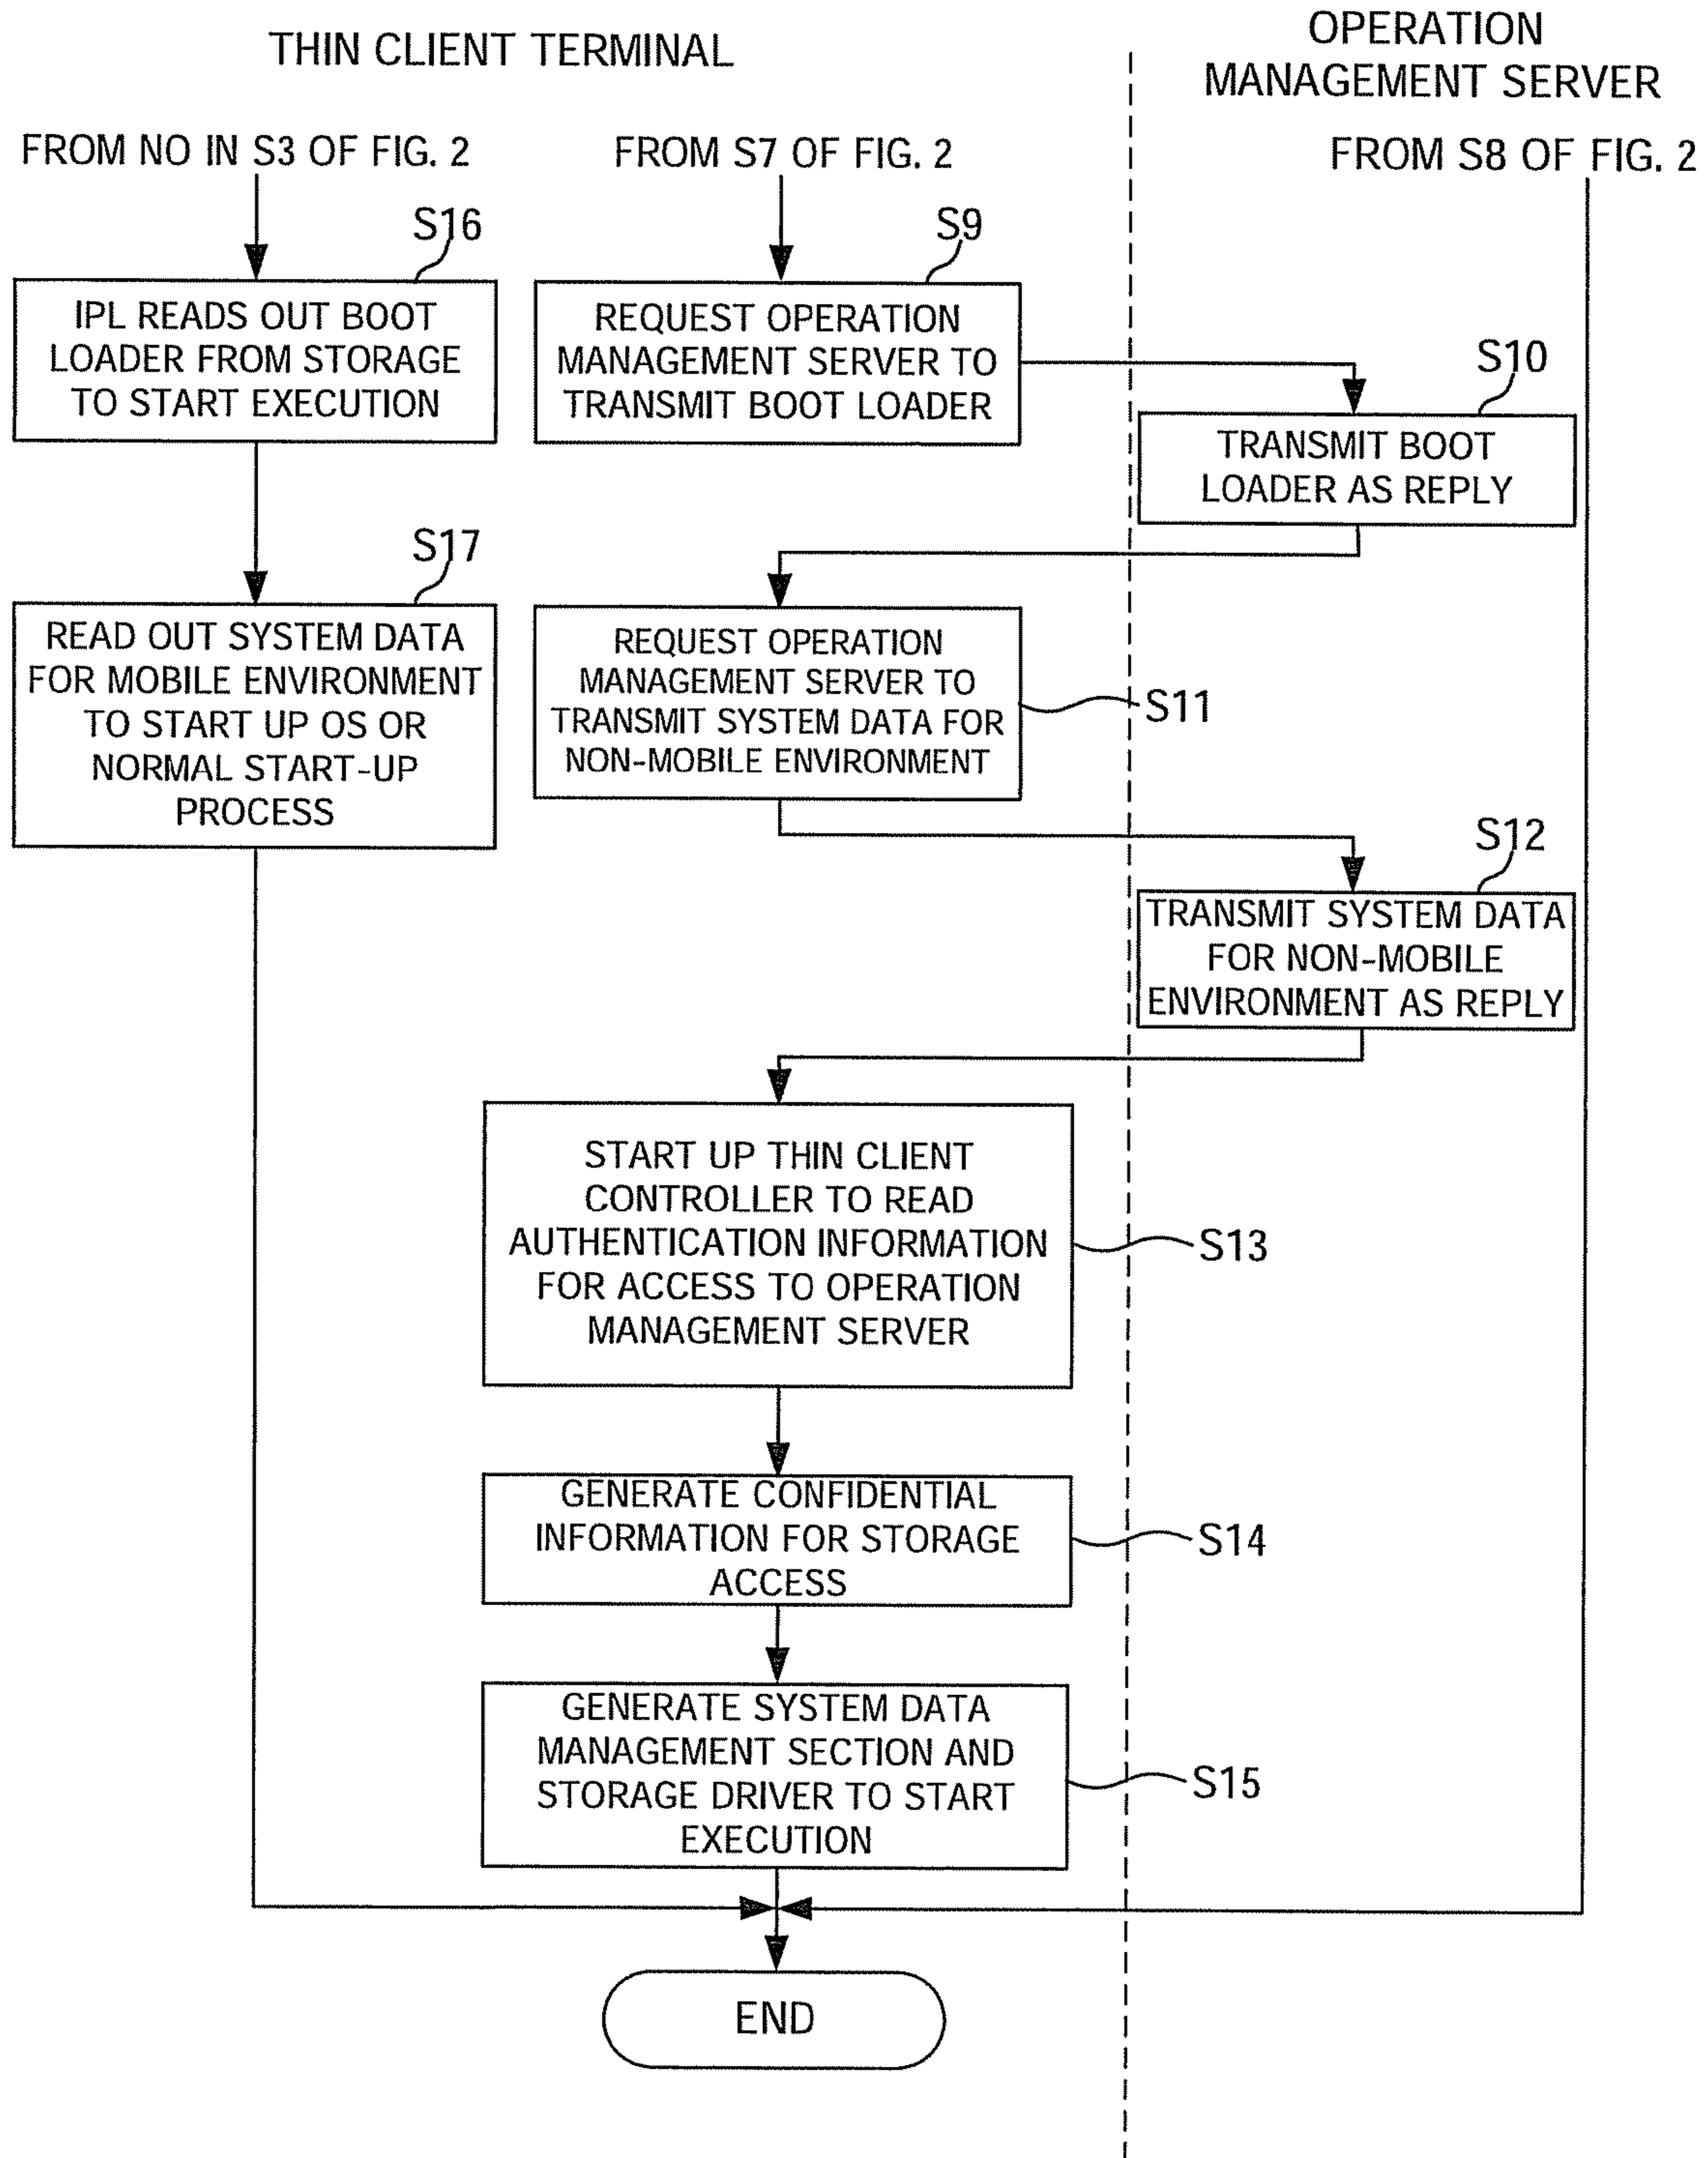 THIN CLIENT TERMINAL
OPERATION
MANAGEMENT SERVER
FROM NO IN S3 OF FIG. 2
FROM S7 OF FIG. 2
FROM S8 OF FIG. 2
S16
IPL READS OUT BOOT
LOADER FROM STORAGE
TO START EXECUTION
S9
REQUEST OPERATION
MANAGEMENT SERVER TO
TRANSMIT BOOT LOADER
S10
TRANSMIT BOOT
LOADER AS REPLY
S17
READ OUT SYSTEM DATA
FOR MOBILE ENVIRONMENT
TO START UP OS OR
NORMAL START-UP
PROCESS
REQUEST OPERATION
MANAGEMENT SERVER TO
TRANSMIT SYSTEM DATA FOR
NON-MOBILE ENVIRONMENT
S11
S12
TRANSMIT SYSTEM DATA
FOR NON-MOBILE
ENVIRONMENT AS REPLY
START UP THIN CLIENT
CONTROLLER TO READ
AUTHENTICATION INFORMATION
FOR ACCESS TO OPERATION
MANAGEMENT SERVER
S13
GENERATE CONFIDENTIAL
INFORMATION FOR STORAGE
ACCESS
S14
GENERATE SYSTEM DATA
MANAGEMENT SECTION AND
STORAGE DRIVER TO START
EXECUTION
S15
END